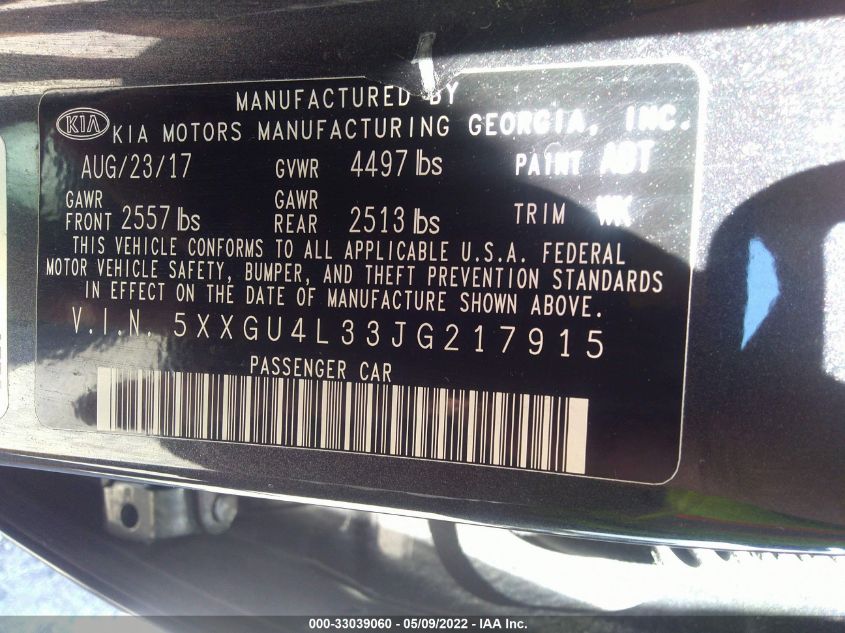 MANUFACTURED BY
KIA KIA MOTORS MANUFACTURING GEORGIA, INC.
AUG/23/17 GVWR 4497 lbs PAINT ABT
GAWR FRONT 2557 lbs GAWR REAR 2513 lbs TRIM WK
THIS VEHICLE CONFORMS TO ALL APPLICABLE U.S.A. FEDERAL
MOTOR VEHICLE SAFETY, BUMPER, AND THEFT PREVENTION STANDARDS
IN EFFECT ON THE DATE OF MANUFACTURE SHOWN ABOVE.
V.I.N. 5XXGU4L33JG217915
PASSENGER CAR
000-33039060 - 05/09/2022 - IAA Inc.